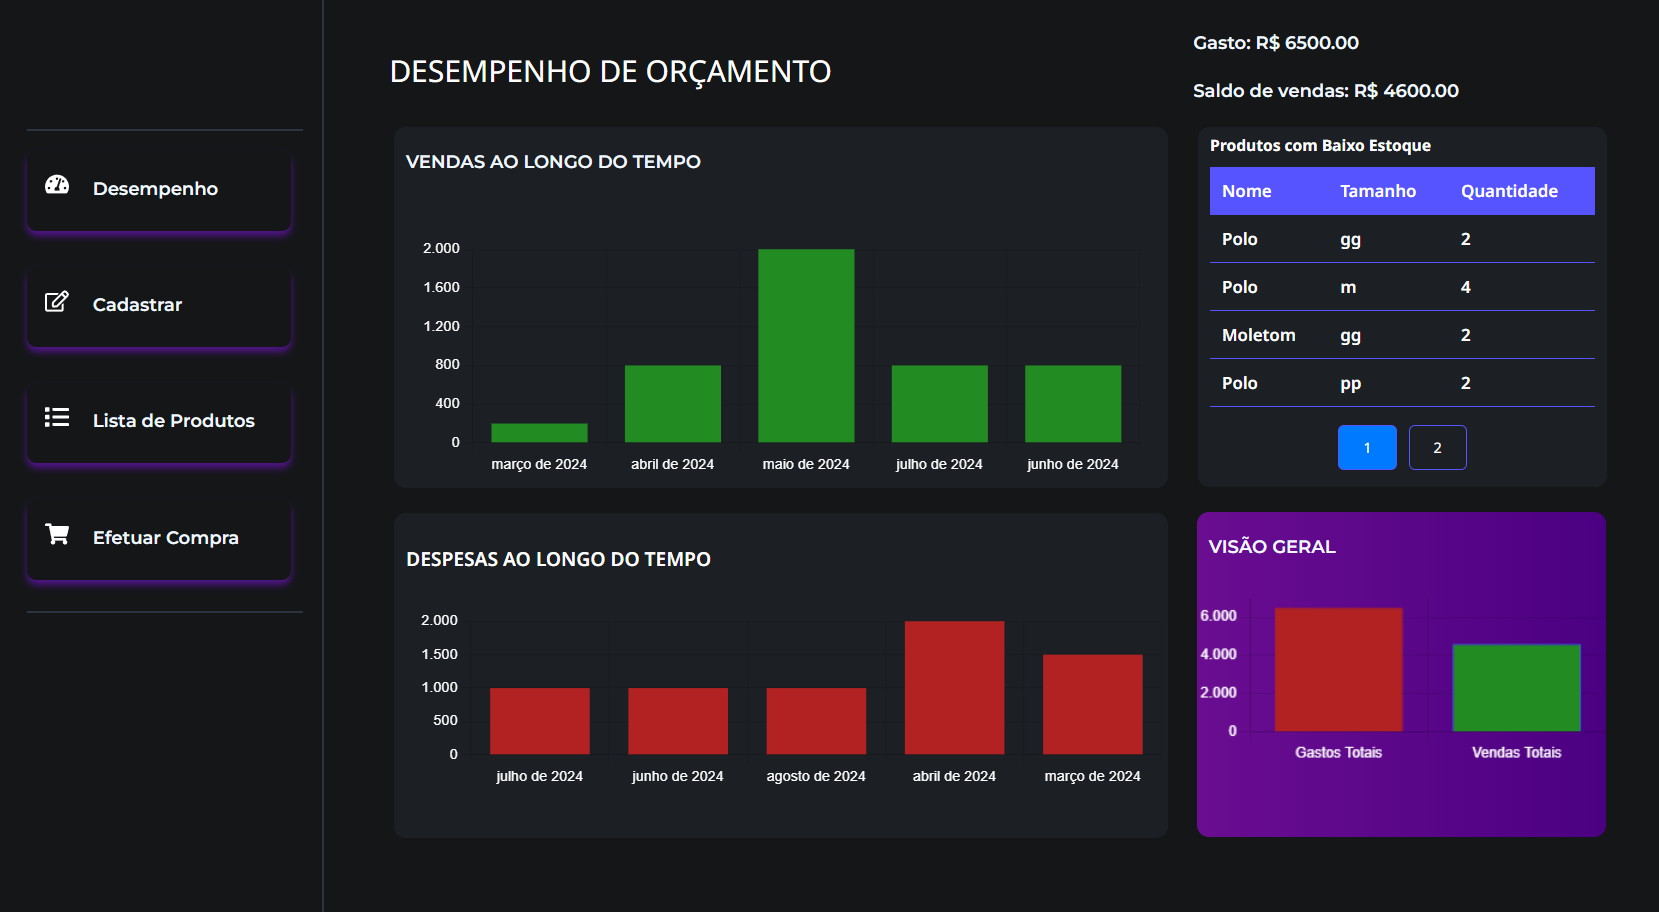 Desempenho
Cadastrar
Lista de Produtos
Efetuar Compra
DESEMPENHO DE ORÇAMENTO
Gasto: R$ 6500.00
Saldo de vendas: R$ 4600.00
VENDAS AO LONGO DO TEMPO
2.000
1.600
1.200
800
400
0
março de 2024 abril de 2024 maio de 2024 julho de 2024 junho de 2024
Produtos com Baixo Estoque
Nome Tamanho Quantidade
Polo gg 2
Polo m 4
Moletom gg 2
Polo pp 2
1 2
DESPESAS AO LONGO DO TEMPO
2.000
1.500
1.000
500
0
julho de 2024 junho de 2024 agosto de 2024 abril de 2024 março de 2024
VISÃO GERAL
6.000
4.000
2.000
0
Gastos Totais Vendas Totais